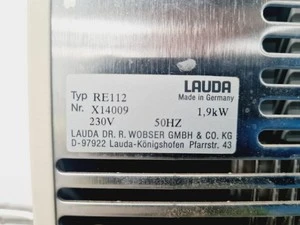 LAUDA
Typ RE112 Made in Germany
Nr. X14009 1,9kW
230V 50HZ
LAUDA DR. R. WOBSER GMBH & CO. KG
D-97922 Lauda-Königshofen Pfarrstr. 43